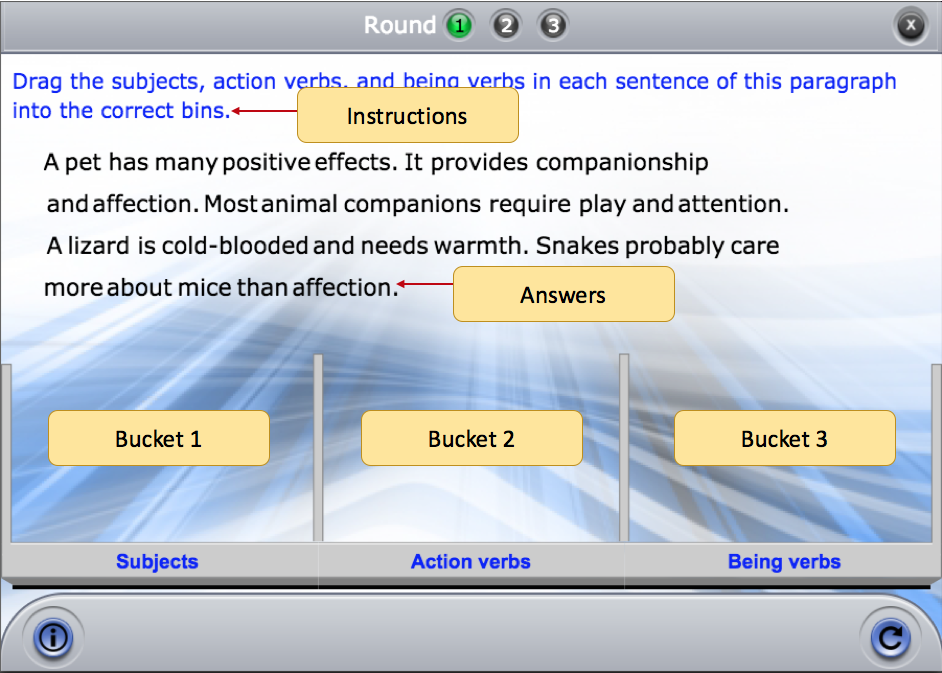 Round 1 2 3 X
Drag the subjects, action verbs, and being verbs in each sentence of this paragraph
into the correct bins.
Instructions
A pet has many positive effects. It provides companionship
and affection. Most animal companions require play and attention.
A lizard is cold-blooded and needs warmth. Snakes probably care
more about mice than affection.
Answers
Bucket 1 Bucket 2 Bucket 3
Subjects Action verbs Being verbs
i